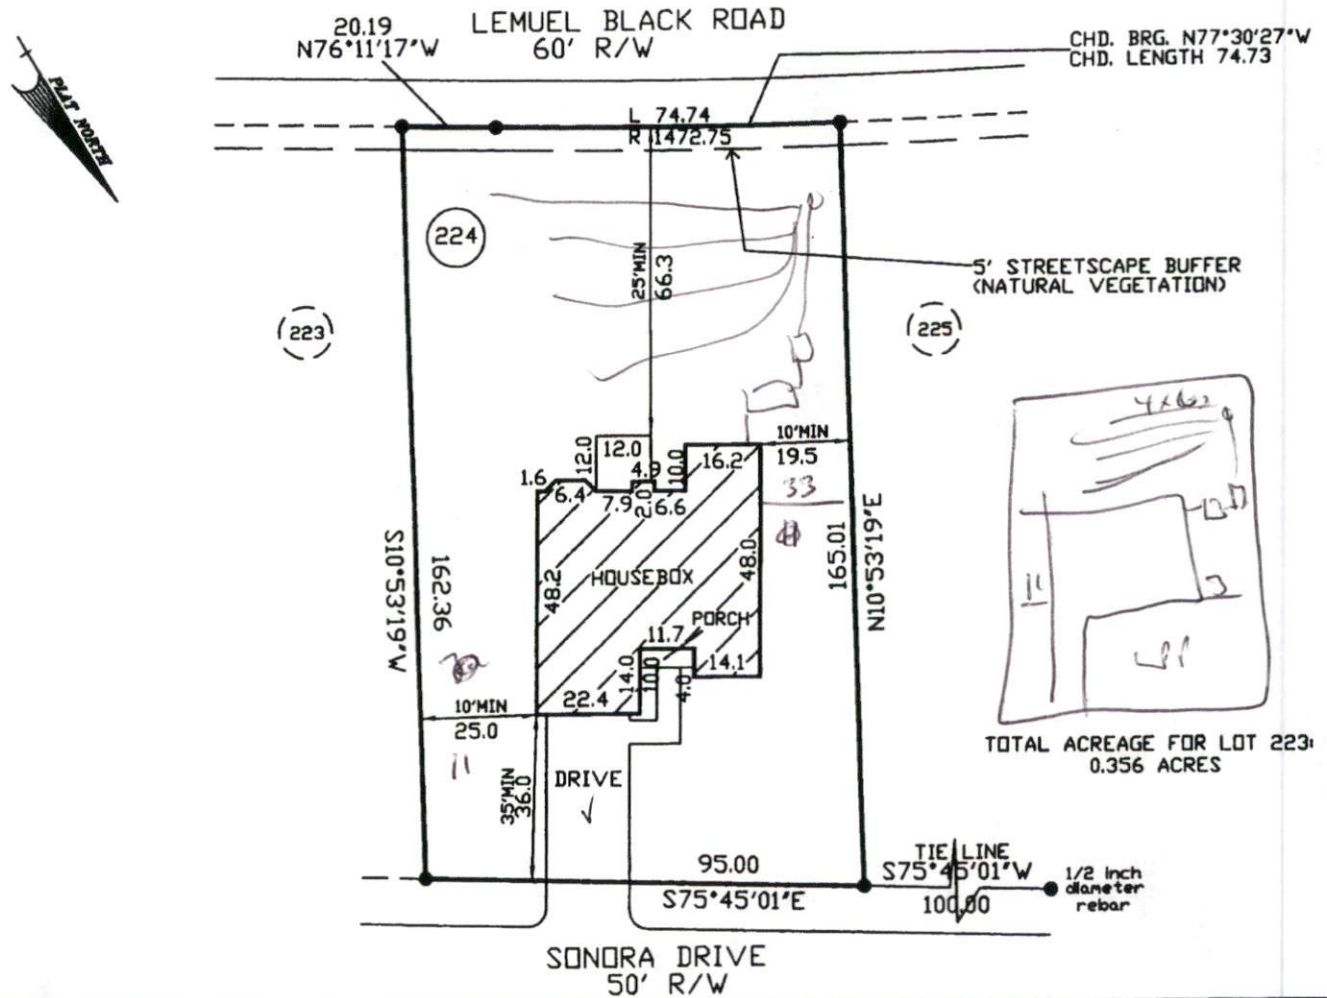 LEMUEL BLACK ROAD
60' R/W
20.19
N76°11'17"W
CHD. BRG. N77°30'27"W
CHD. LENGTH 74.73
PLAT NORTH
L 74.74
R 1472.75
224
25'MIN
66.3
5' STREETSCAPE BUFFER
(NATURAL VEGETATION)
223
225
12.0
12.0
4.9
10.0
16.2
10'MIN
19.5
1.6
6.4
7.9
2.0
6.6
33
S10°53'19"W
162.36
48.2
HOUSEBOX
48.0
165.01
N10°53'19"E
11
PORCH
11.7
14.0
10.0
4.0
14.1
22.4
10'MIN
25.0
11
35'MIN
36.0
DRIVE
TOTAL ACREAGE FOR LOT 223:
0.356 ACRES
95.00
S75°45'01"E
TIE LINE
S75°45'01"W
100.00
1/2 inch
diameter
rebar
SONORA DRIVE
50' R/W